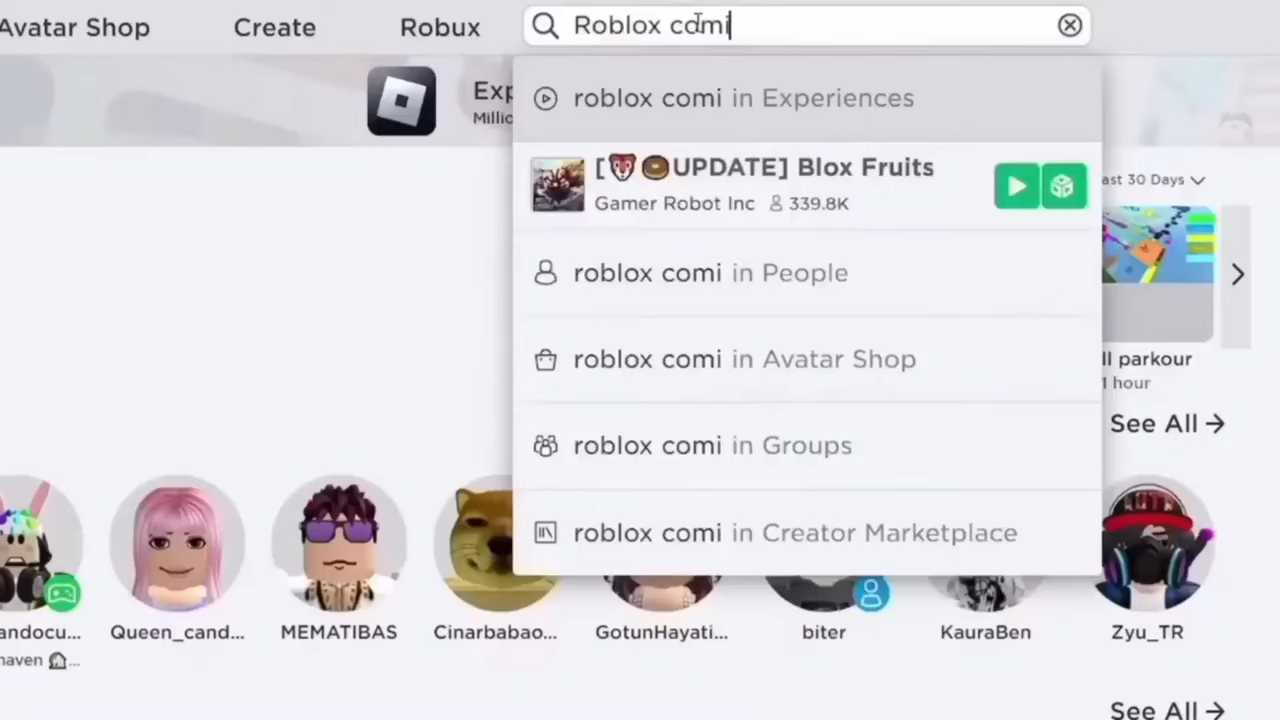 Avatar Shop
Create
Robux
Roblox comi
Exp
Millio
roblox comi in Experiences
[🐯🍩UPDATE] Blox Fruits
Gamer Robot Inc 339.8K
roblox comi in People
roblox comi in Avatar Shop
roblox comi in Groups
roblox comi in Creator Marketplace
ast 30 Days
ll parkour
1 hour
See All →
andocu...
haven 🏡...
Queen_cand...
MEMATIBAS
Cinarbabao...
GotunHayati...
biter
KauraBen
Zyu_TR
See All →